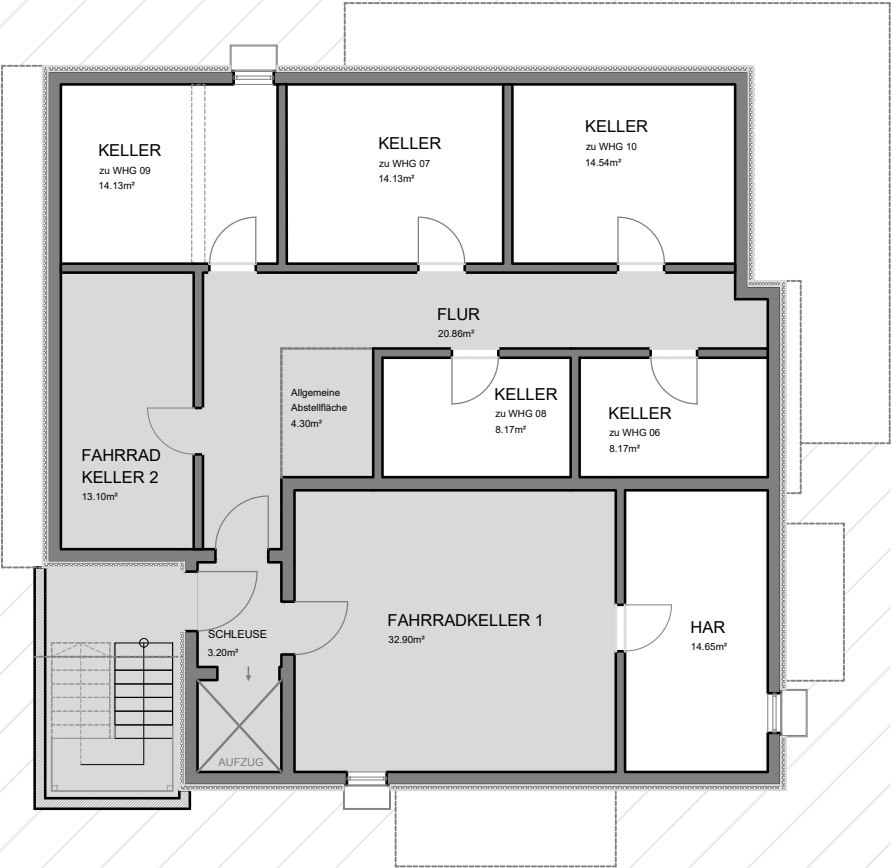 KELLER
zu WHG 09
14.13m²
KELLER
zu WHG 07
14.13m²
KELLER
zu WHG 10
14.54m²
FLUR
20.86m²
Allgemeine
Abstellfläche
4.30m²
KELLER
zu WHG 08
8.17m²
KELLER
zu WHG 06
8.17m²
FAHRRAD
KELLER 2
13.10m²
SCHLEUSE
3.20m²
FAHRRADKELLER 1
32.90m²
HAR
14.65m²
AUFZUG